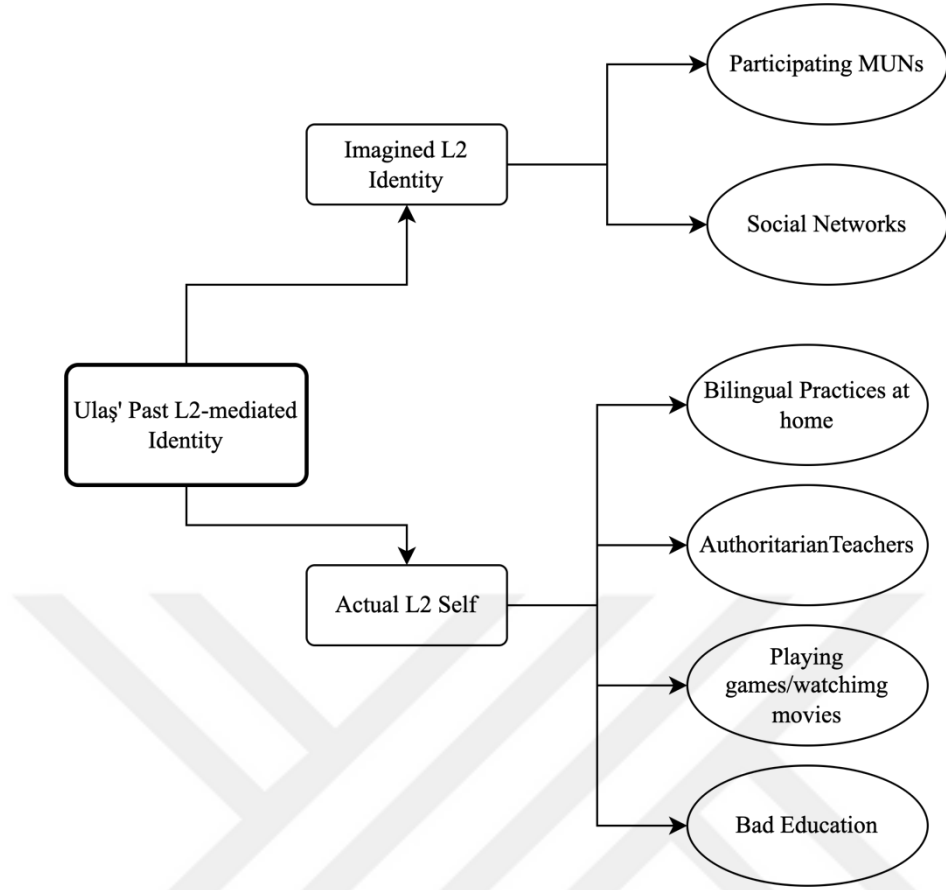 Participating MUNs
Imagined L2
Identity
Social Networks
Ulaş' Past L2-mediated
Identity
Bilingual Practices at
home
AuthoritarianTeachers
Actual L2 Self
Playing
games/watchimg
movies
Bad Education